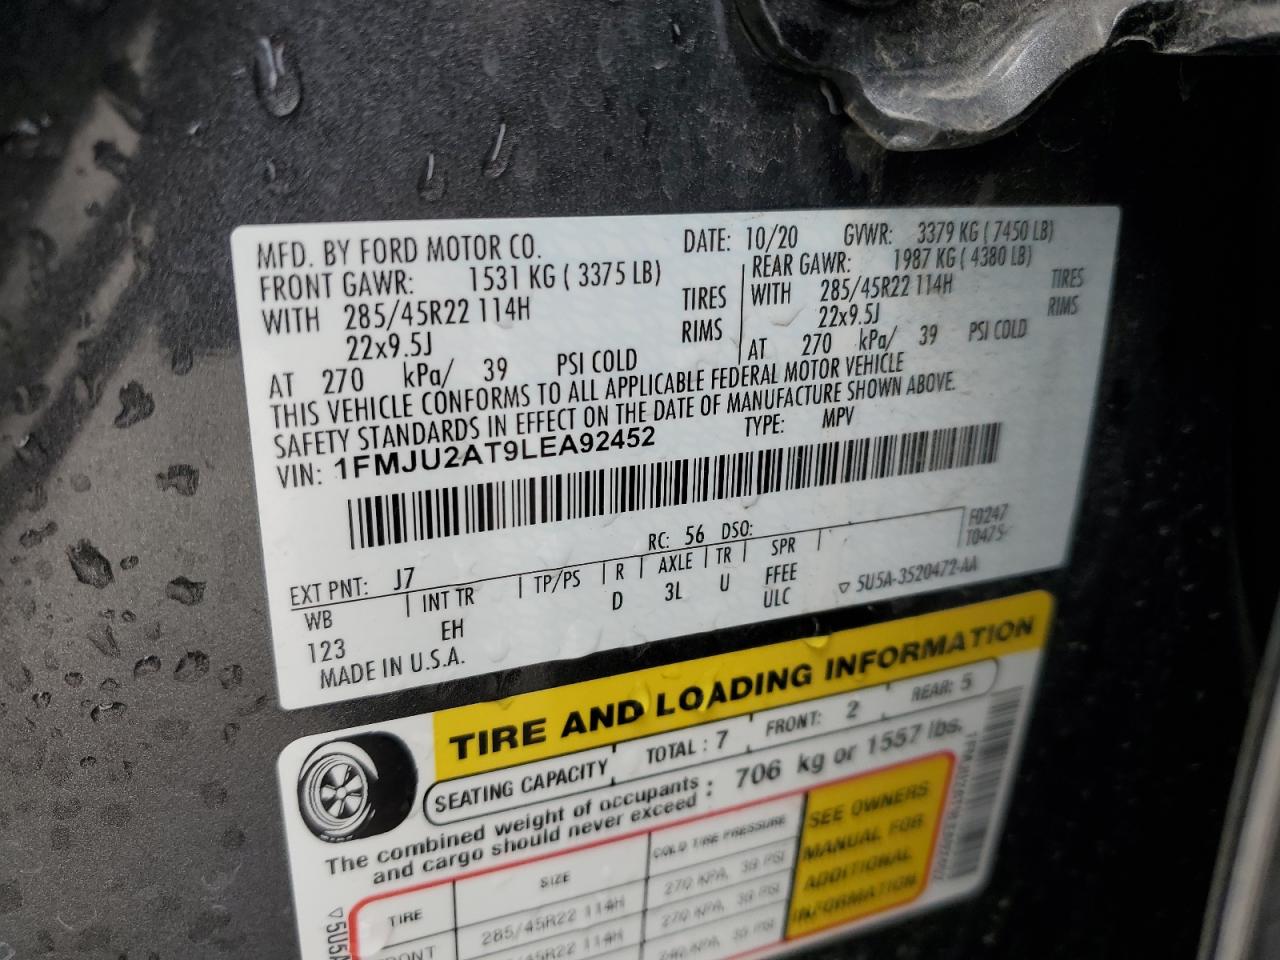 MFD. BY FORD MOTOR CO. DATE: 10/20 GVWR: 3379 KG ( 7450 LB)
FRONT GAWR: 1531 KG ( 3375 LB) REAR GAWR: 1987 KG ( 4380 LB)
WITH 285/45R22 114H TIRES WITH 285/45R22 114H TIRES
22x9.5J RIMS 22x9.5J RIMS
AT 270 kPa/ 39 PSI COLD AT 270 kPa/ 39 PSI COLD
THIS VEHICLE CONFORMS TO ALL APPLICABLE FEDERAL MOTOR VEHICLE
SAFETY STANDARDS IN EFFECT ON THE DATE OF MANUFACTURE SHOWN ABOVE.
VIN: 1FMJU2AT9LEA92452 TYPE: MPV
RC: 56 DSO: F0247
EXT PNT: J7
WB INT TR TP/PS R AXLE TR SPR
123 EH D 3L U FFEE
ULC
▽ 5U5A-3520472-AA
MADE IN U.S.A.
TIRE AND LOADING INFORMATION
SEATING CAPACITY TOTAL : 7 FRONT: 2 REAR: 5
The combined weight of occupants and cargo should never exceed : 706 kg or 1557 lbs.
TIRE SIZE COLD TIRE PRESSURE
285/45R22 114H 270 KPA, 39 PSI
270 KPA, 39 PSI
SEE OWNERS
MANUAL FOR
ADDITIONAL
INFORMATION